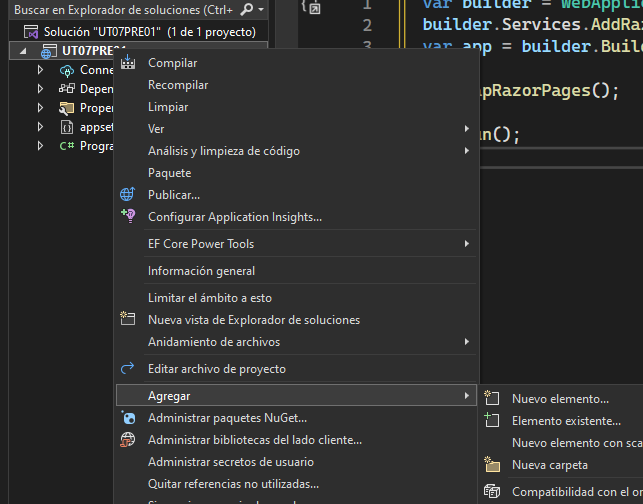 Buscar en Explorador de soluciones (Ctrl+
Solución "UT07PRE01" (1 de 1 proyecto)
UT07PRE01
Conne
Depen
Proper
appset
C# Progra
1
2
3
var builder = WebApplic
builder.Services.AddRaz
var app = builder.Build
apRazorPages();
n();
Compilar
Recompilar
Limpiar
Ver
Análisis y limpieza de código
Paquete
Publicar...
Configurar Application Insights...
EF Core Power Tools
Información general
Limitar el ámbito a esto
Nueva vista de Explorador de soluciones
Anidamiento de archivos
Editar archivo de proyecto
Agregar
Administrar paquetes NuGet...
Administrar bibliotecas del lado cliente...
Administrar secretos de usuario
Quitar referencias no utilizadas...
Nuevo elemento...
Elemento existente...
Nuevo elemento con sca
Nueva carpeta
Compatibilidad con el or